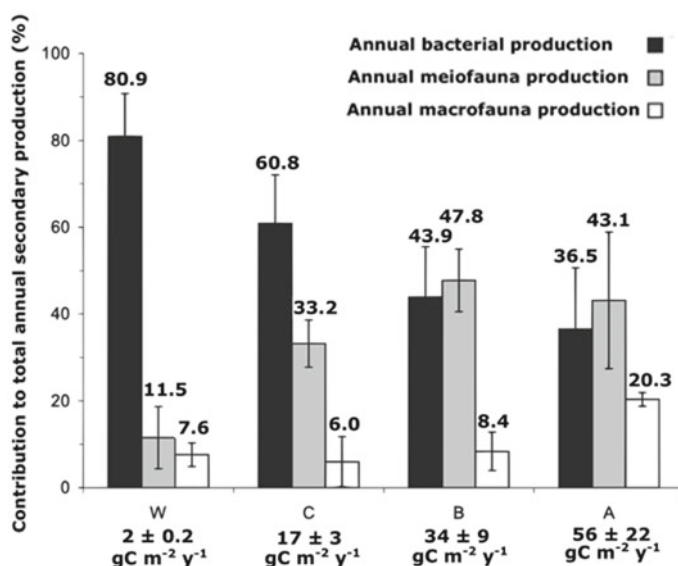 Contribution to total annual secondary production (%)
100
80
60
40
20
0
Annual bacterial production
Annual meiofauna production
Annual macrofauna production
80.9
11.5
7.6
60.8
33.2
6.0
43.9
47.8
8.4
36.5
43.1
20.3
W
C
B
A
2 ± 0.2
gC m⁻² y⁻¹
17 ± 3
gC m⁻² y⁻¹
34 ± 9
gC m⁻² y⁻¹
56 ± 22
gC m⁻² y⁻¹